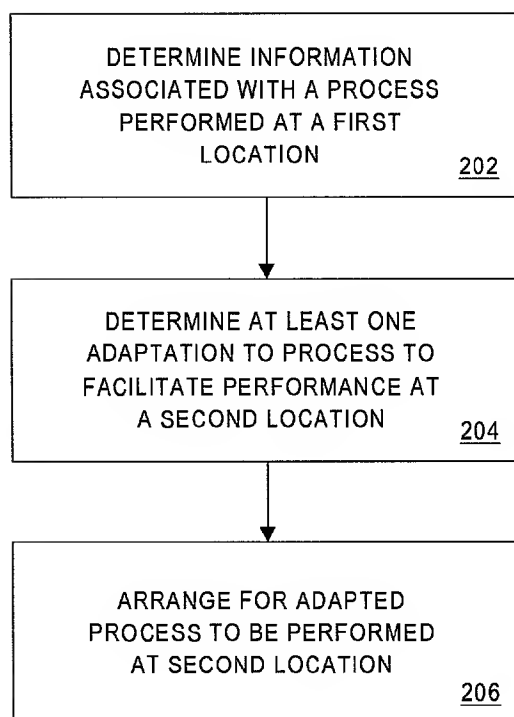 DETERMINE INFORMATION
ASSOCIATED WITH A PROCESS
PERFORMED AT A FIRST
LOCATION
202
DETERMINE AT LEAST ONE
ADAPTATION TO PROCESS TO
FACILITATE PERFORMANCE AT
A SECOND LOCATION
204
ARRANGE FOR ADAPTED
PROCESS TO BE PERFORMED
AT SECOND LOCATION
206